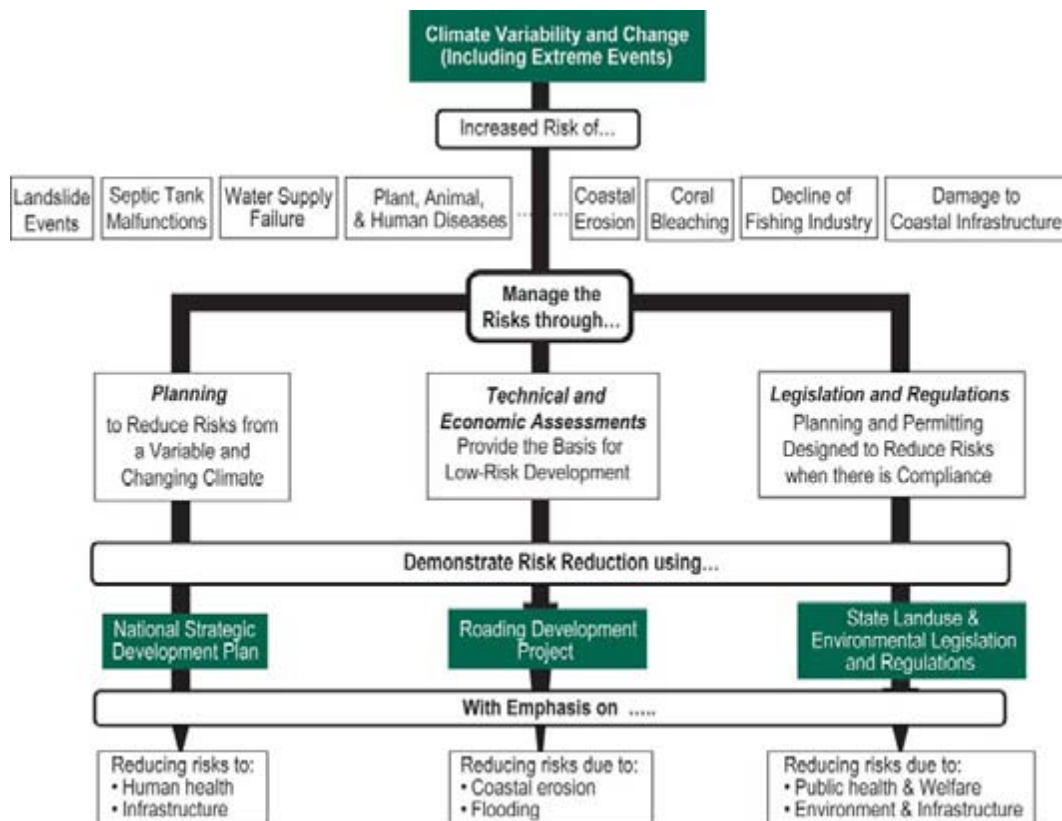 Climate Variability and Change
(Including Extreme Events)
Increased Risk of...
Landslide
Events
Septic Tank
Malfunctions
Water Supply
Failure
Plant, Animal,
& Human Diseases
Coastal
Erosion
Coral
Bleaching
Decline of
Fishing Industry
Damage to
Coastal Infrastructure
Manage the
Risks through...
Planning
to Reduce Risks from
a Variable and
Changing Climate
Technical and
Economic Assessments
Provide the Basis for
Low-Risk Development
Legislation and Regulations
Planning and Permitting
Designed to Reduce Risks
when there is Compliance
Demonstrate Risk Reduction using...
National Strategic
Development Plan
Roading Development
Project
State Landuse &
Environmental Legislation
and Regulations
With Emphasis on .....
Reducing risks to:
• Human health
• Infrastructure
Reducing risks due to:
• Coastal erosion
• Flooding
Reducing risks due to:
• Public health & Welfare
• Environment & Infrastructure